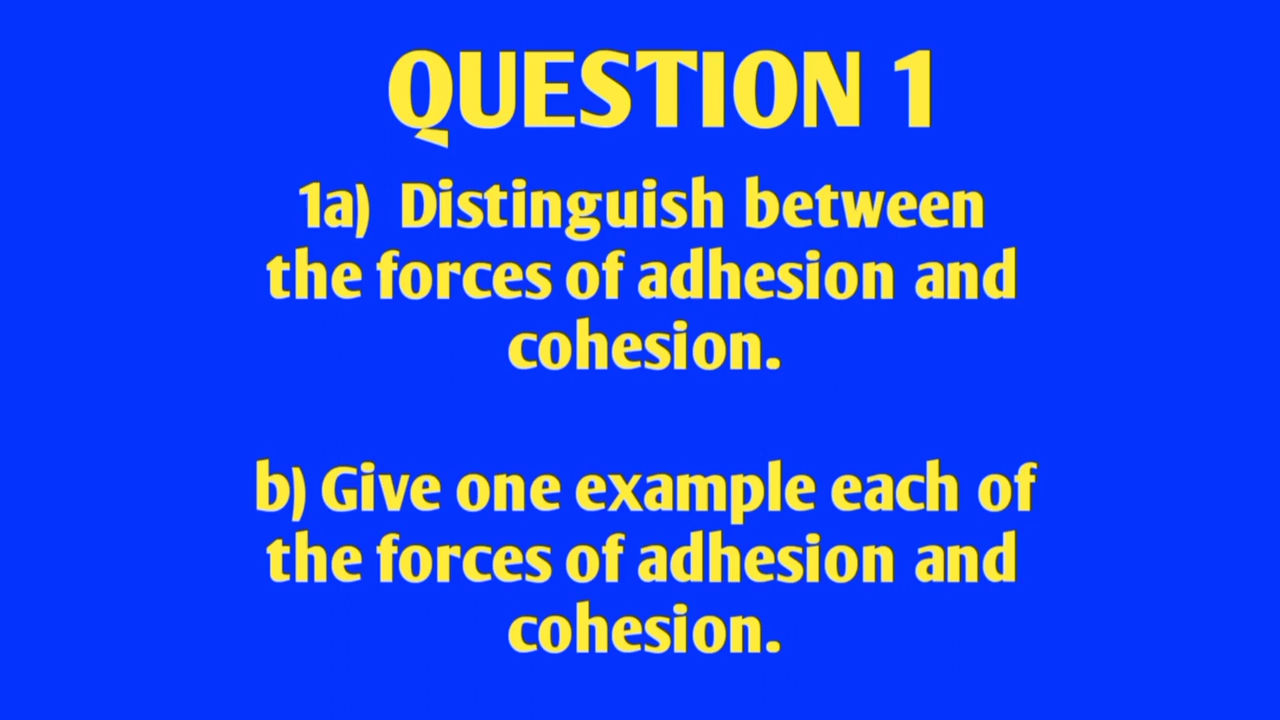 QUESTION 1
1a) Distinguish between
the forces of adhesion and
cohesion.
b) Give one example each of
the forces of adhesion and
cohesion.